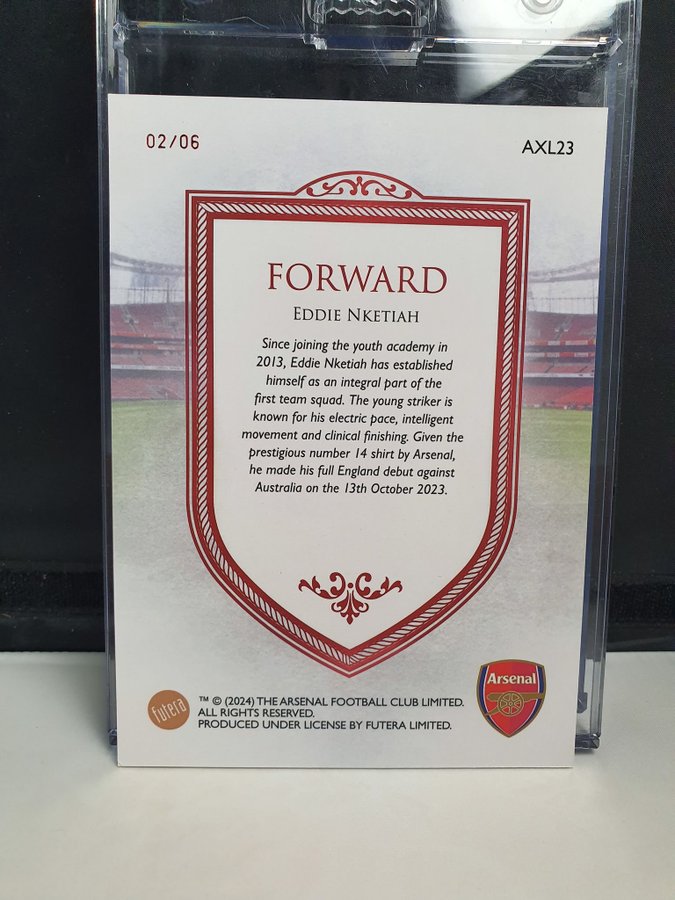 02/06
AXL23
FORWARD
EDDIE NKETIAH
Since joining the youth academy in
2013, Eddie Nketiah has established
himself as an integral part of the
first team squad. The young striker is
known for his electric pace, intelligent
movement and clinical finishing. Given the
prestigious number 14 shirt by Arsenal,
he made his full England debut against
Australia on the 13th October 2023.
futera
™ © (2024) THE ARSENAL FOOTBALL CLUB LIMITED.
ALL RIGHTS RESERVED.
PRODUCED UNDER LICENSE BY FUTERA LIMITED.
Arsenal